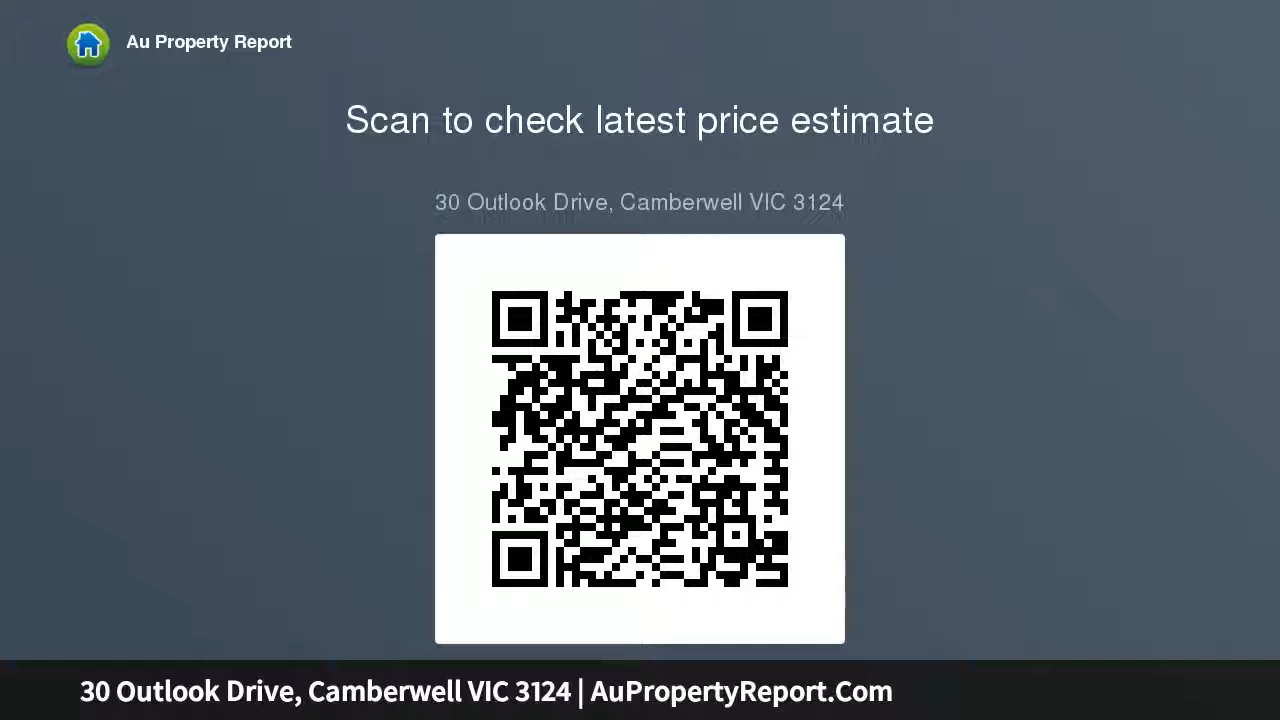 Au Property Report
Scan to check latest price estimate
30 Outlook Drive, Camberwell VIC 3124
30 Outlook Drive, Camberwell VIC 3124 | AuPropertyReport.Com